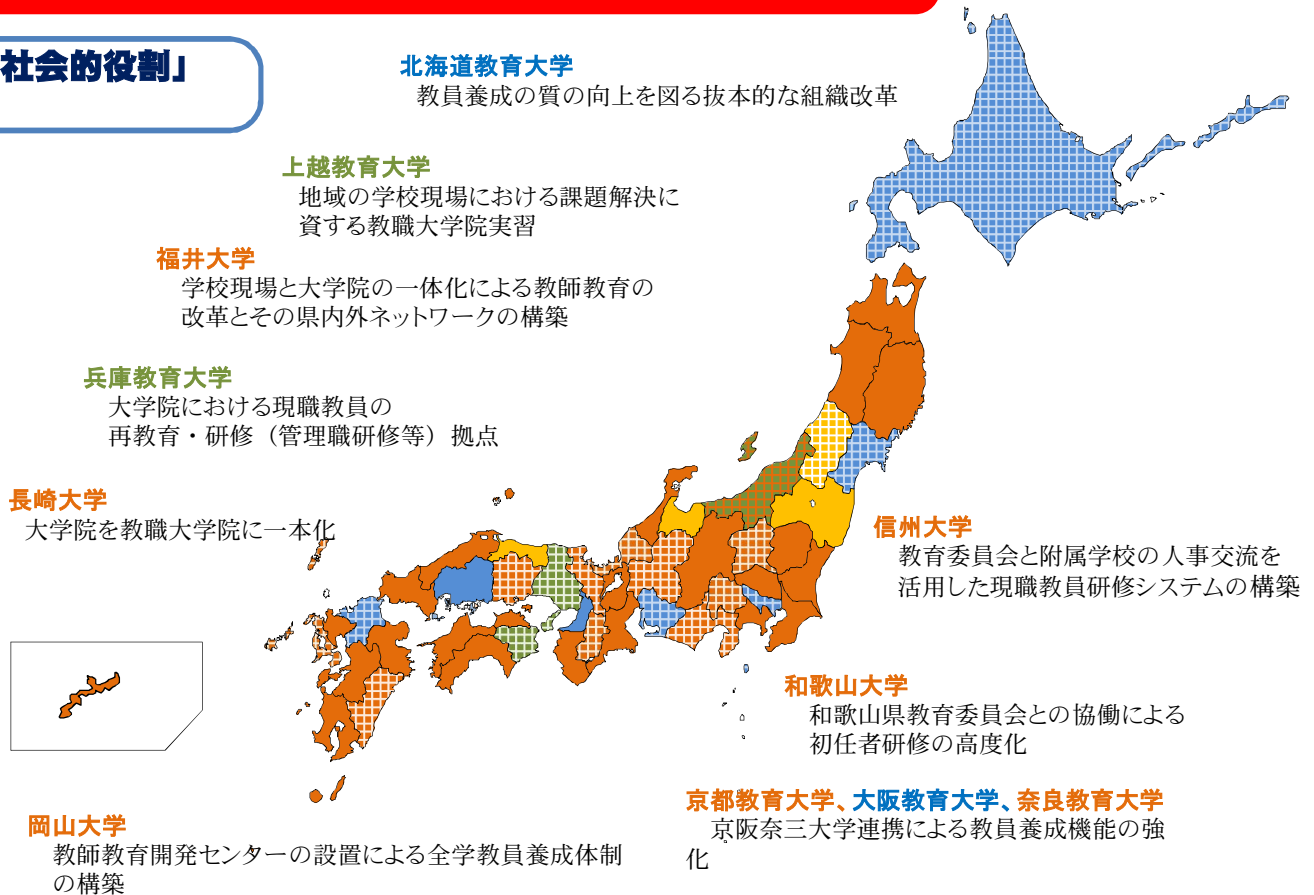 社会的役割」
北海道教育大学
教員養成の質の向上を図る抜本的な組織改革
上越教育大学
地域の学校現場における課題解決に
資する教職大学院実習
福井大学
学校現場と大学院の一体化による教師教育の
改革とその県内外ネットワークの構築
兵庫教育大学
大学院における現職教員の
再教育・研修（管理職研修等）拠点
長崎大学
大学院を教職大学院に一本化
信州大学
教育委員会と附属学校の人事交流を
活用した現職教員研修システムの構築
和歌山大学
和歌山県教育委員会との協働による
初任者研修の高度化
京都教育大学、大阪教育大学、奈良教育大学
京阪奈三大学連携による教員養成機能の強
化
岡山大学
教師教育開発センターの設置による全学教員養成体制
の構築